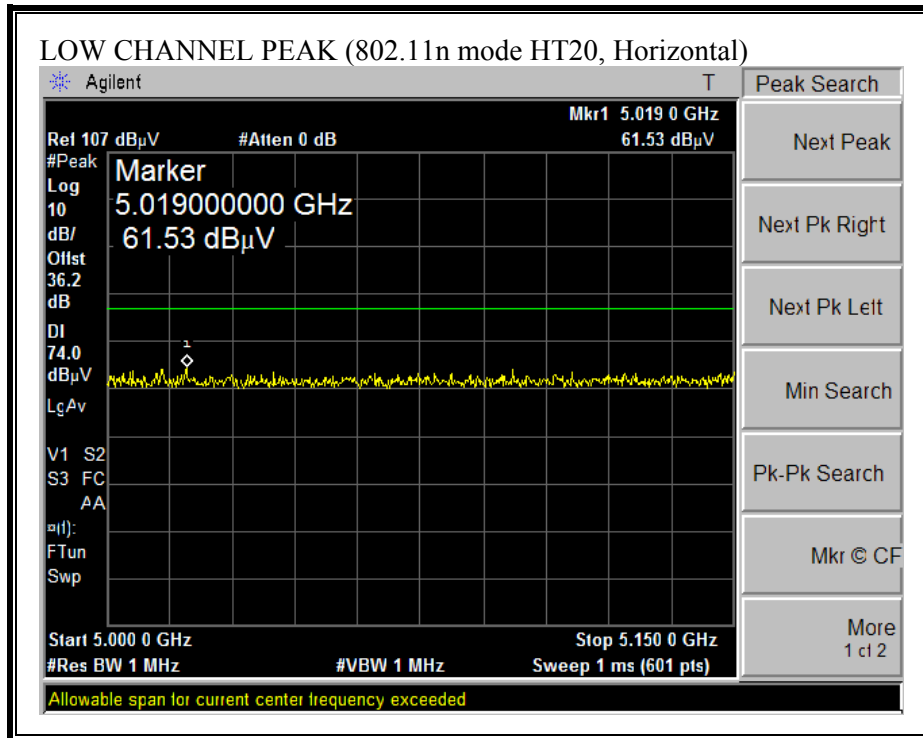 LOW CHANNEL PEAK (802.11n mode HT20, Horizontal)
Agilent T
Peak Search
Mkr1 5.019 0 GHz
Ref 107 dBµV #Atten 0 dB 61.53 dBµV
#Peak
Log
10
dB/
Offst
36.2
dB
DI
74.0
dBµV
LgAv
V1 S2
S3 FC
AA
¤(f):
FTun
Swp
Marker
5.019000000 GHz
61.53 dBµV
1
Start 5.000 0 GHz Stop 5.150 0 GHz
#Res BW 1 MHz #VBW 1 MHz Sweep 1 ms (601 pts)
Allowable span for current center frequency exceeded
Next Peak
Next Pk Right
Next Pk Left
Min Search
Pk-Pk Search
Mkr © CF
More
1 of 2